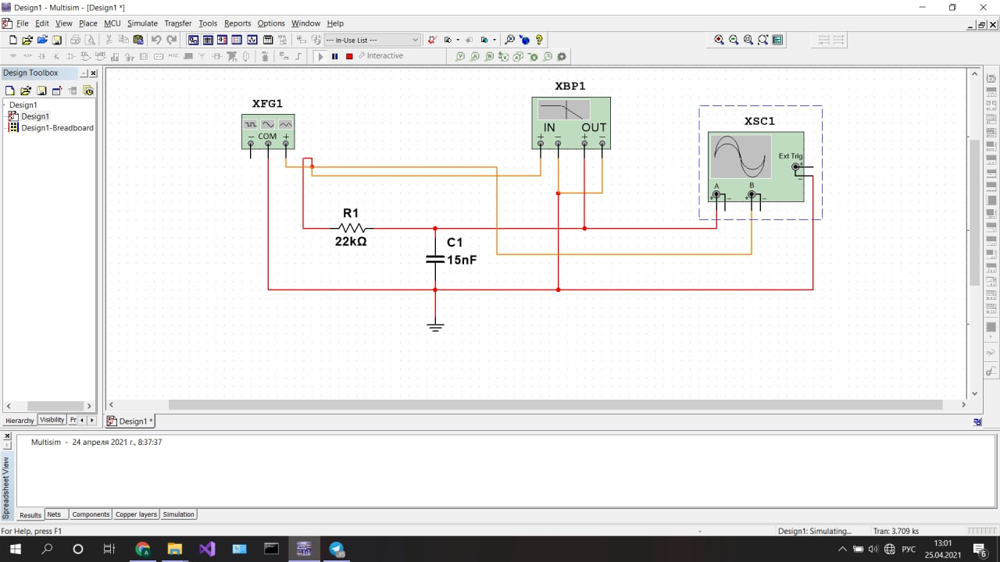 Design1 - Multisim - [Design1 *]
File Edit View Place MCU Simulate Transfer Tools Reports Options Window Help
--- In-Use List ---
Interactive
Design Toolbox
Design1
Design1
Design1-Breadboard
Hierarchy Visibility Pr
XFG1
COM
XBP1
IN OUT
XSC1
Ext Trig
A B
R1
22kΩ
C1
15nF
Design1 *
Multisim - 24 апреля 2021 г., 8:37:37
Spreadsheet View
Results Nets Components Copper layers Simulation
For Help, press F1
- Design1: Simulating... Tran: 3.709 ks
РУС
13:01
25.04.2021
6